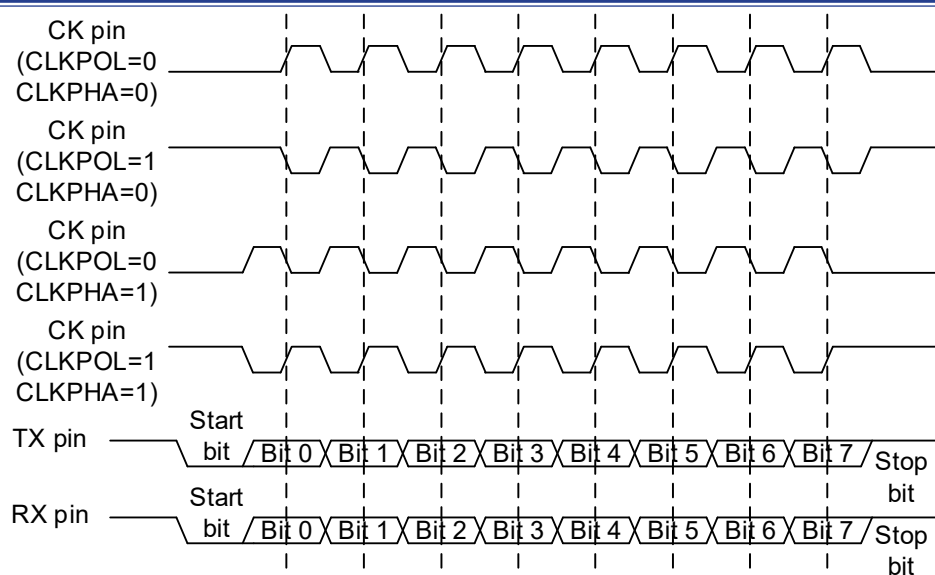 CK pin
(CLKPOL=0
CLKPHA=0)
CK pin
(CLKPOL=1
CLKPHA=0)
CK pin
(CLKPOL=0
CLKPHA=1)
CK pin
(CLKPOL=1
CLKPHA=1)
TX pin
Start
bit
Bit 0
Bit 1
Bit 2
Bit 3
Bit 4
Bit 5
Bit 6
Bit 7
Stop
bit
RX pin
Start
bit
Bit 0
Bit 1
Bit 2
Bit 3
Bit 4
Bit 5
Bit 6
Bit 7
Stop
bit